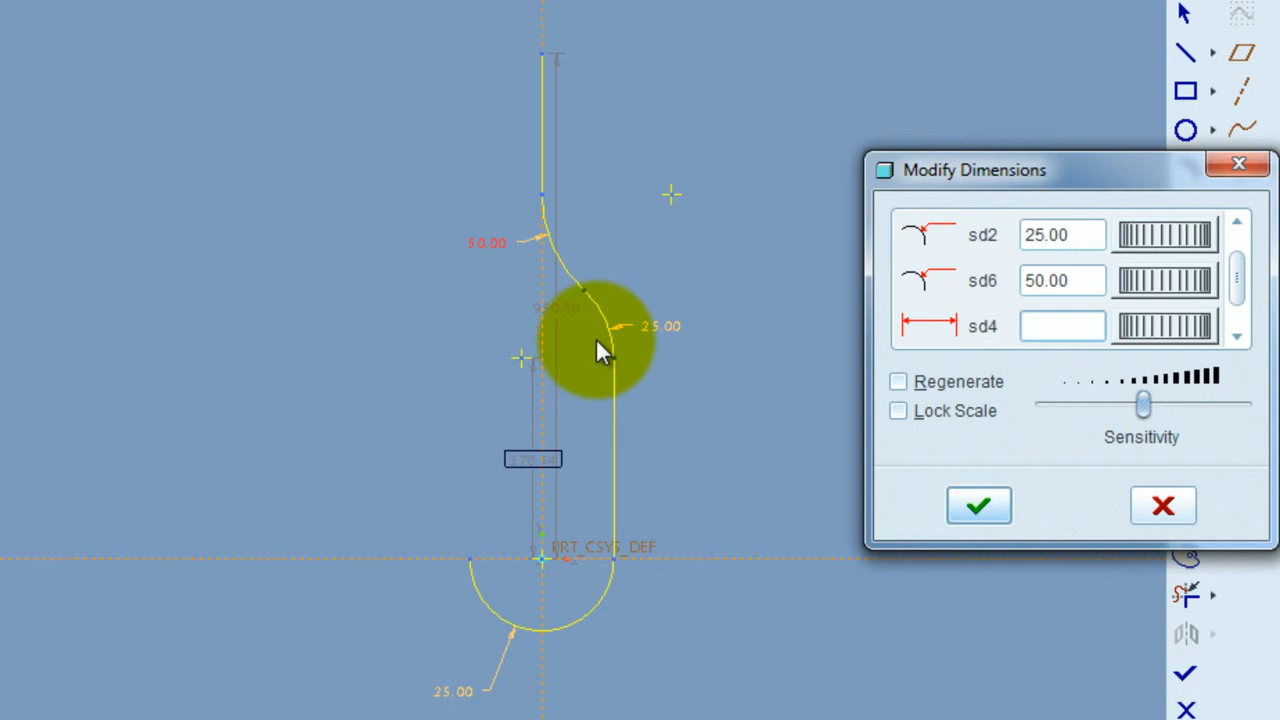 Modify Dimensions
50.00
sd2 25.00
sd6 50.00
25.00
sd4
Regenerate
Lock Scale
Sensitivity
PRT_CSYS_DEF
25.00